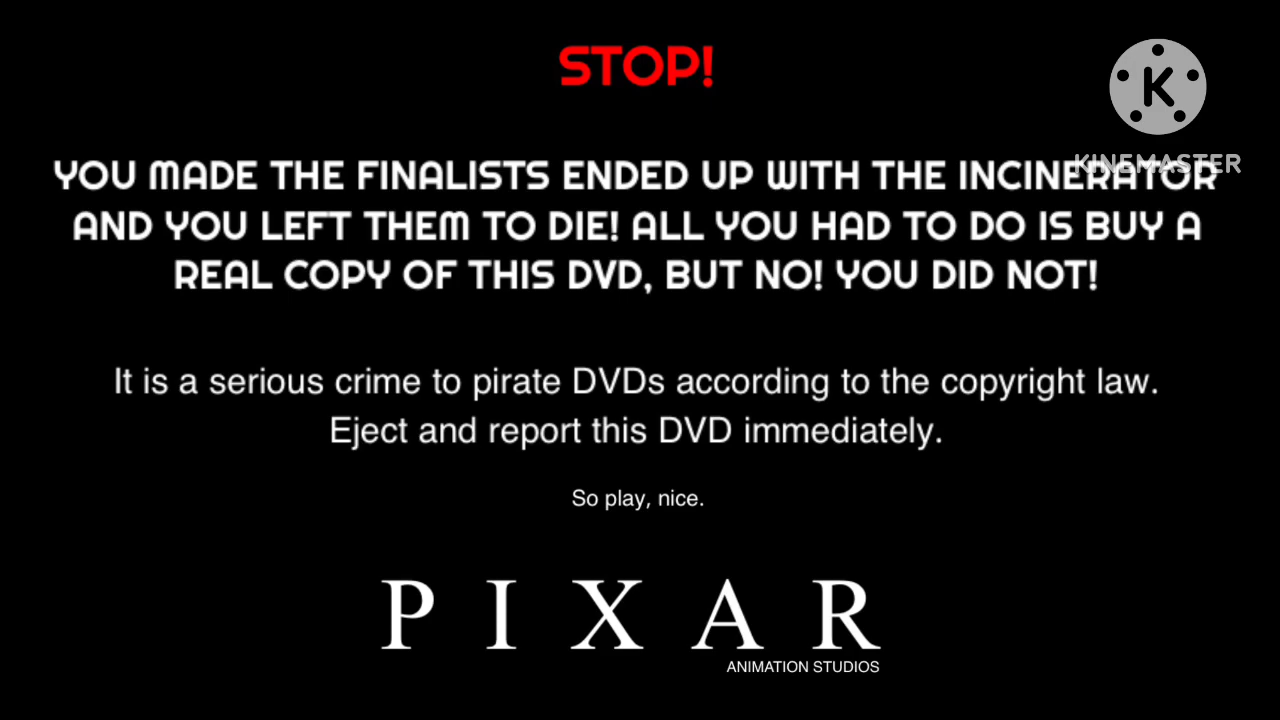 STOP!
K
KINEMASTER
YOU MADE THE FINALISTS ENDED UP WITH THE INCINERATOR
AND YOU LEFT THEM TO DIE! ALL YOU HAD TO DO IS BUY A
REAL COPY OF THIS DVD, BUT NO! YOU DID NOT!
It is a serious crime to pirate DVDs according to the copyright law.
Eject and report this DVD immediately.
So play, nice.
PIXAR
ANIMATION STUDIOS